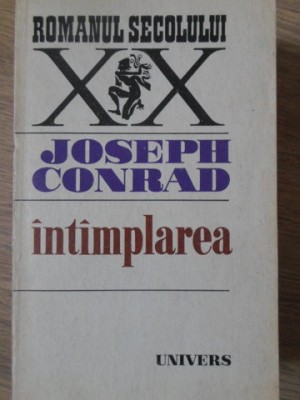 ROMANUL SECOLULUI
XX
JOSEPH
CONRAD
întîmplarea
UNIVERS